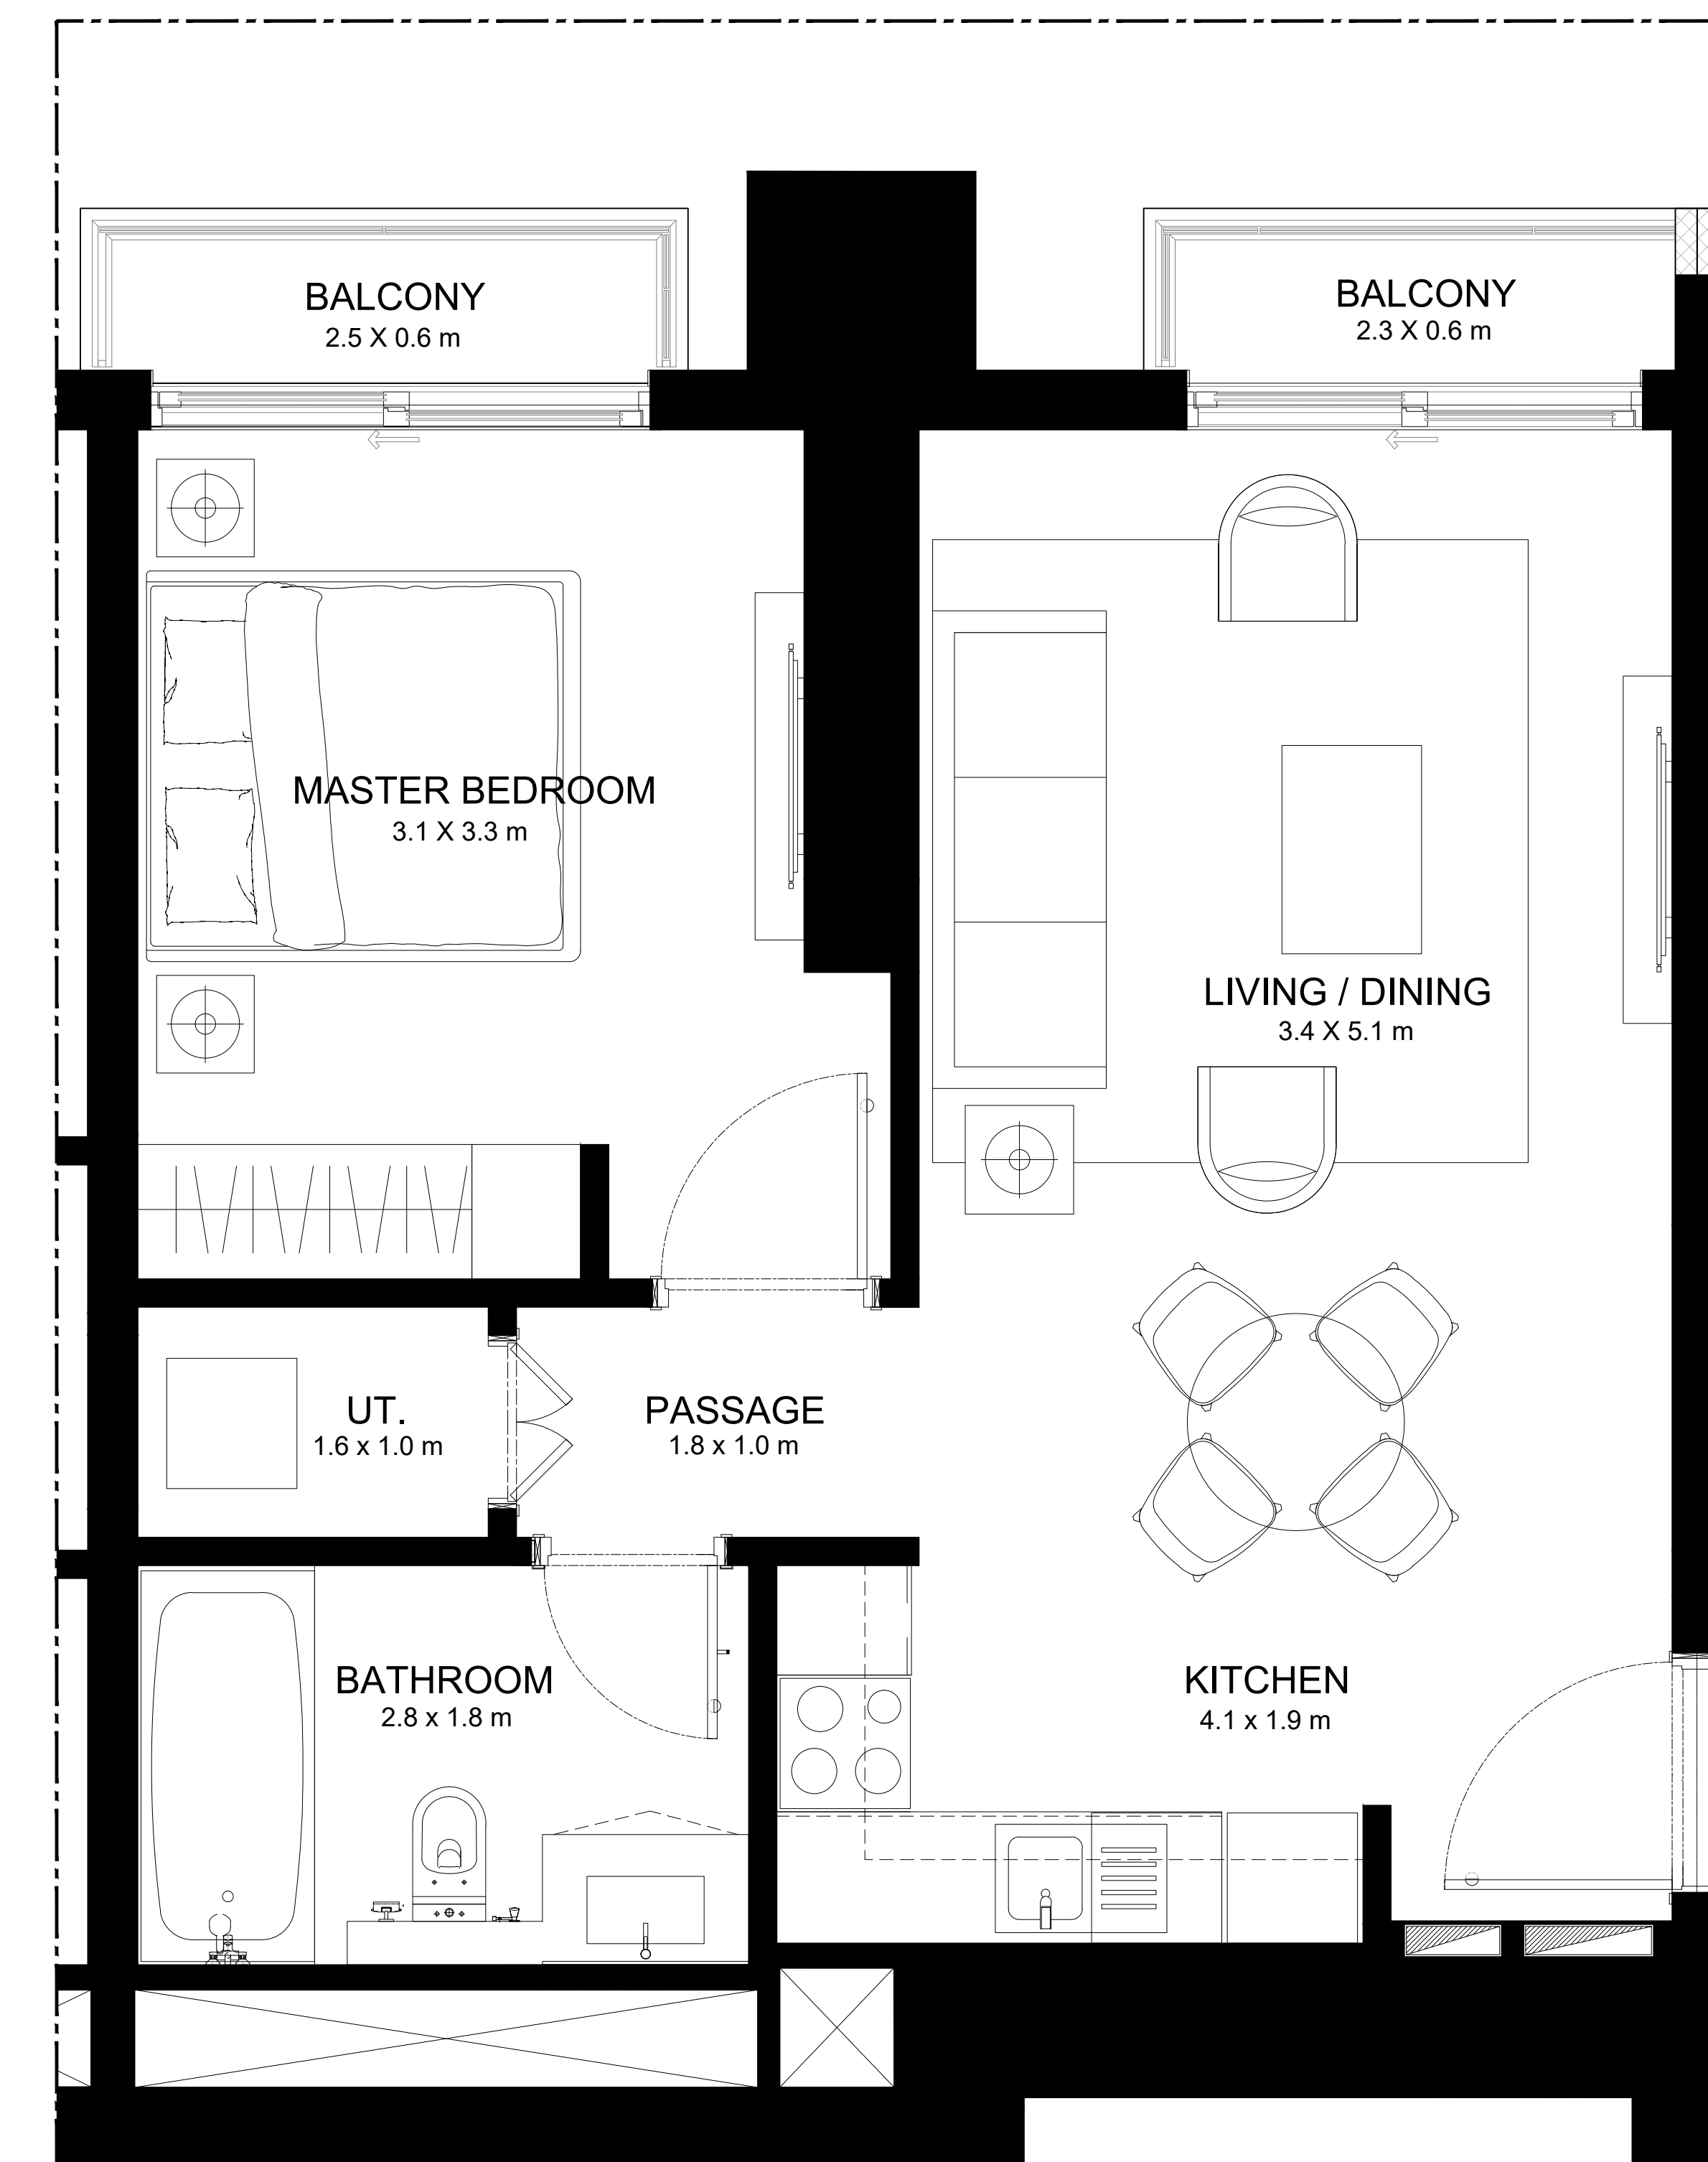 BALCONY
2.5 X 0.6 m
BALCONY
2.3 X 0.6 m
MASTER BEDROOM
3.1 X 3.3 m
LIVING / DINING
3.4 X 5.1 m
UT.
1.6 x 1.0 m
PASSAGE
1.8 x 1.0 m
BATHROOM
2.8 x 1.8 m
KITCHEN
4.1 x 1.9 m